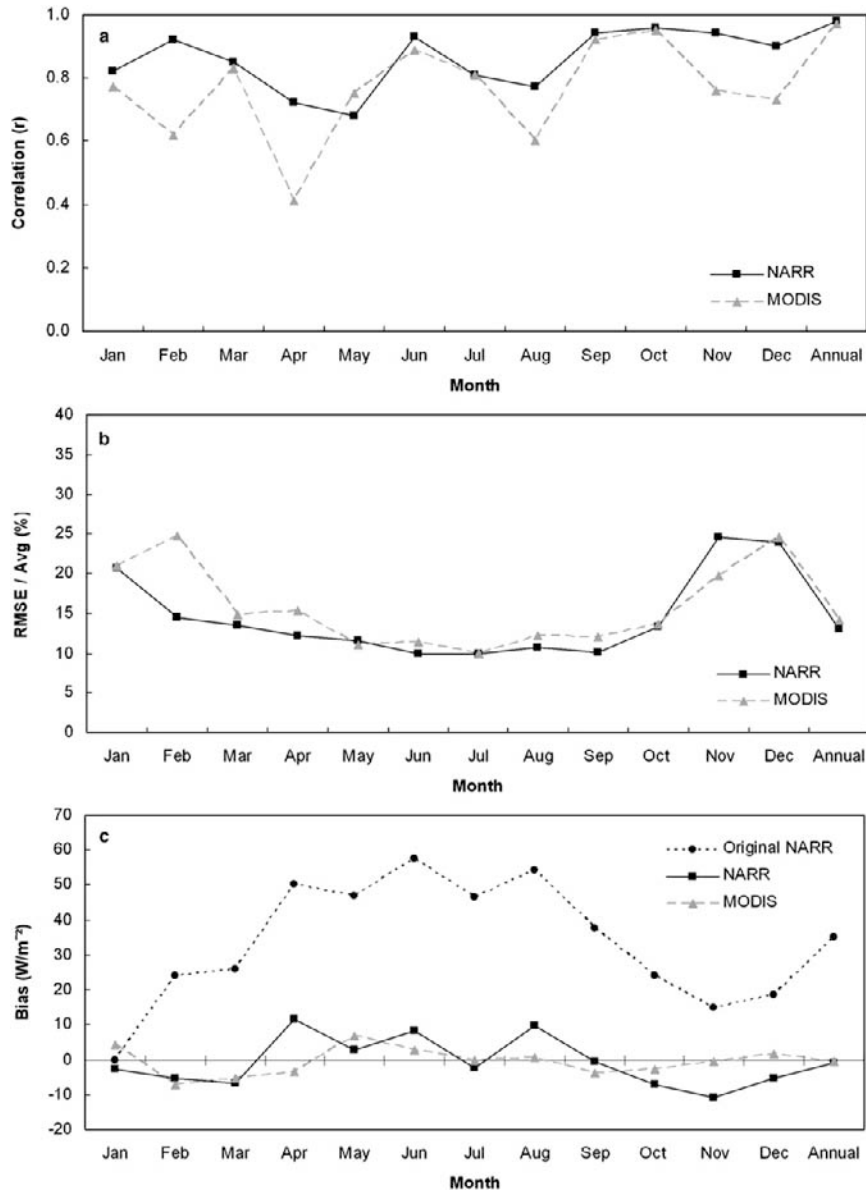 a
Correlation (r)
1.0
0.8
0.6
0.4
0.2
0.0
NARR
MODIS
Jan Feb Mar Apr May Jun Jul Aug Sep Oct Nov Dec Annual
Month
b
RMSE / Avg (%)
40
35
30
25
20
15
10
5
0
NARR
MODIS
Jan Feb Mar Apr May Jun Jul Aug Sep Oct Nov Dec Annual
Month
c
Bias (W/m⁻²)
70
60
50
40
30
20
10
0
-10
-20
Original NARR
NARR
MODIS
Jan Feb Mar Apr May Jun Jul Aug Sep Oct Nov Dec Annual
Month